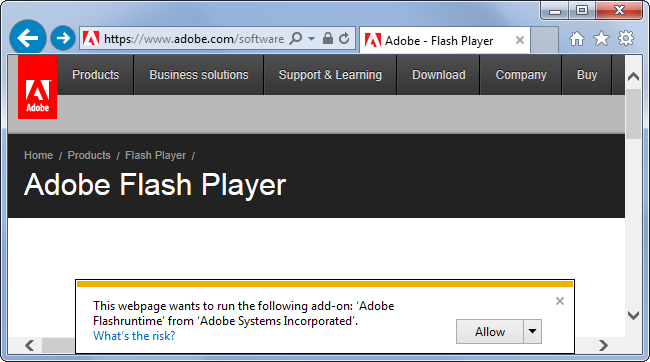 https://www.adobe.com/software
Adobe - Flash Player
Adobe
Products
Business solutions
Support & Learning
Download
Company
Buy
Home / Products / Flash Player /
Adobe Flash Player
This webpage wants to run the following add-on: ‘Adobe
Flashruntime’ from ‘Adobe Systems Incorporated’.
What’s the risk?
Allow